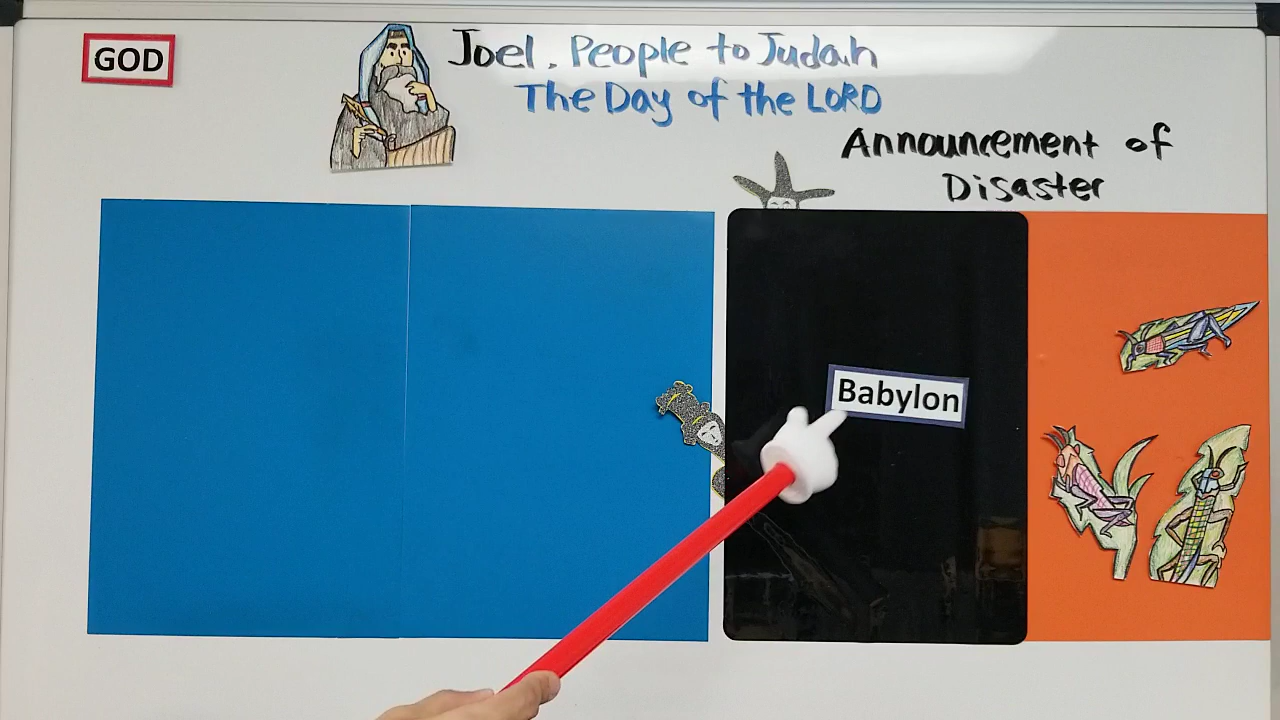 GOD
Joel, People to Judah
The Day of the LORD
Announcement of
Disaster
Babylon